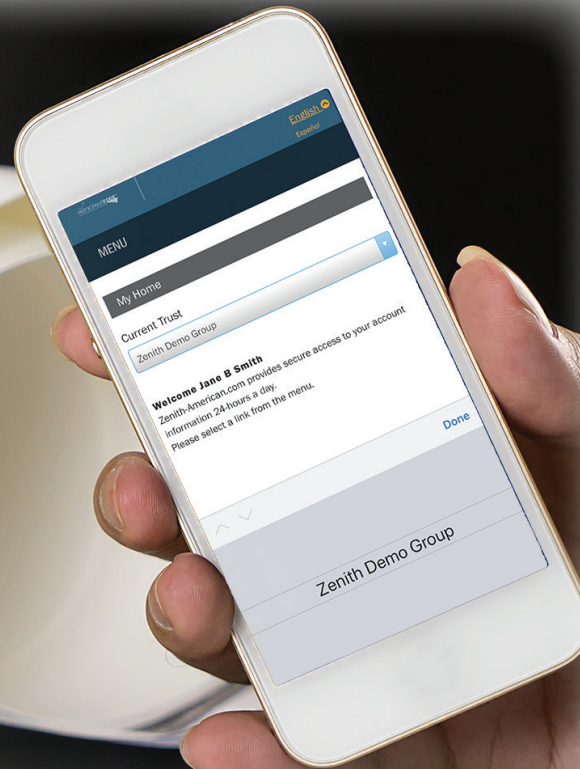 English
Español
MENU
My Home
Current Trust
Zenith Demo Group
Welcome Jane B Smith
Zenith-American.com provides secure access to your account
information 24-hours a day.
Please select a link from the menu.
Done
Zenith Demo Group